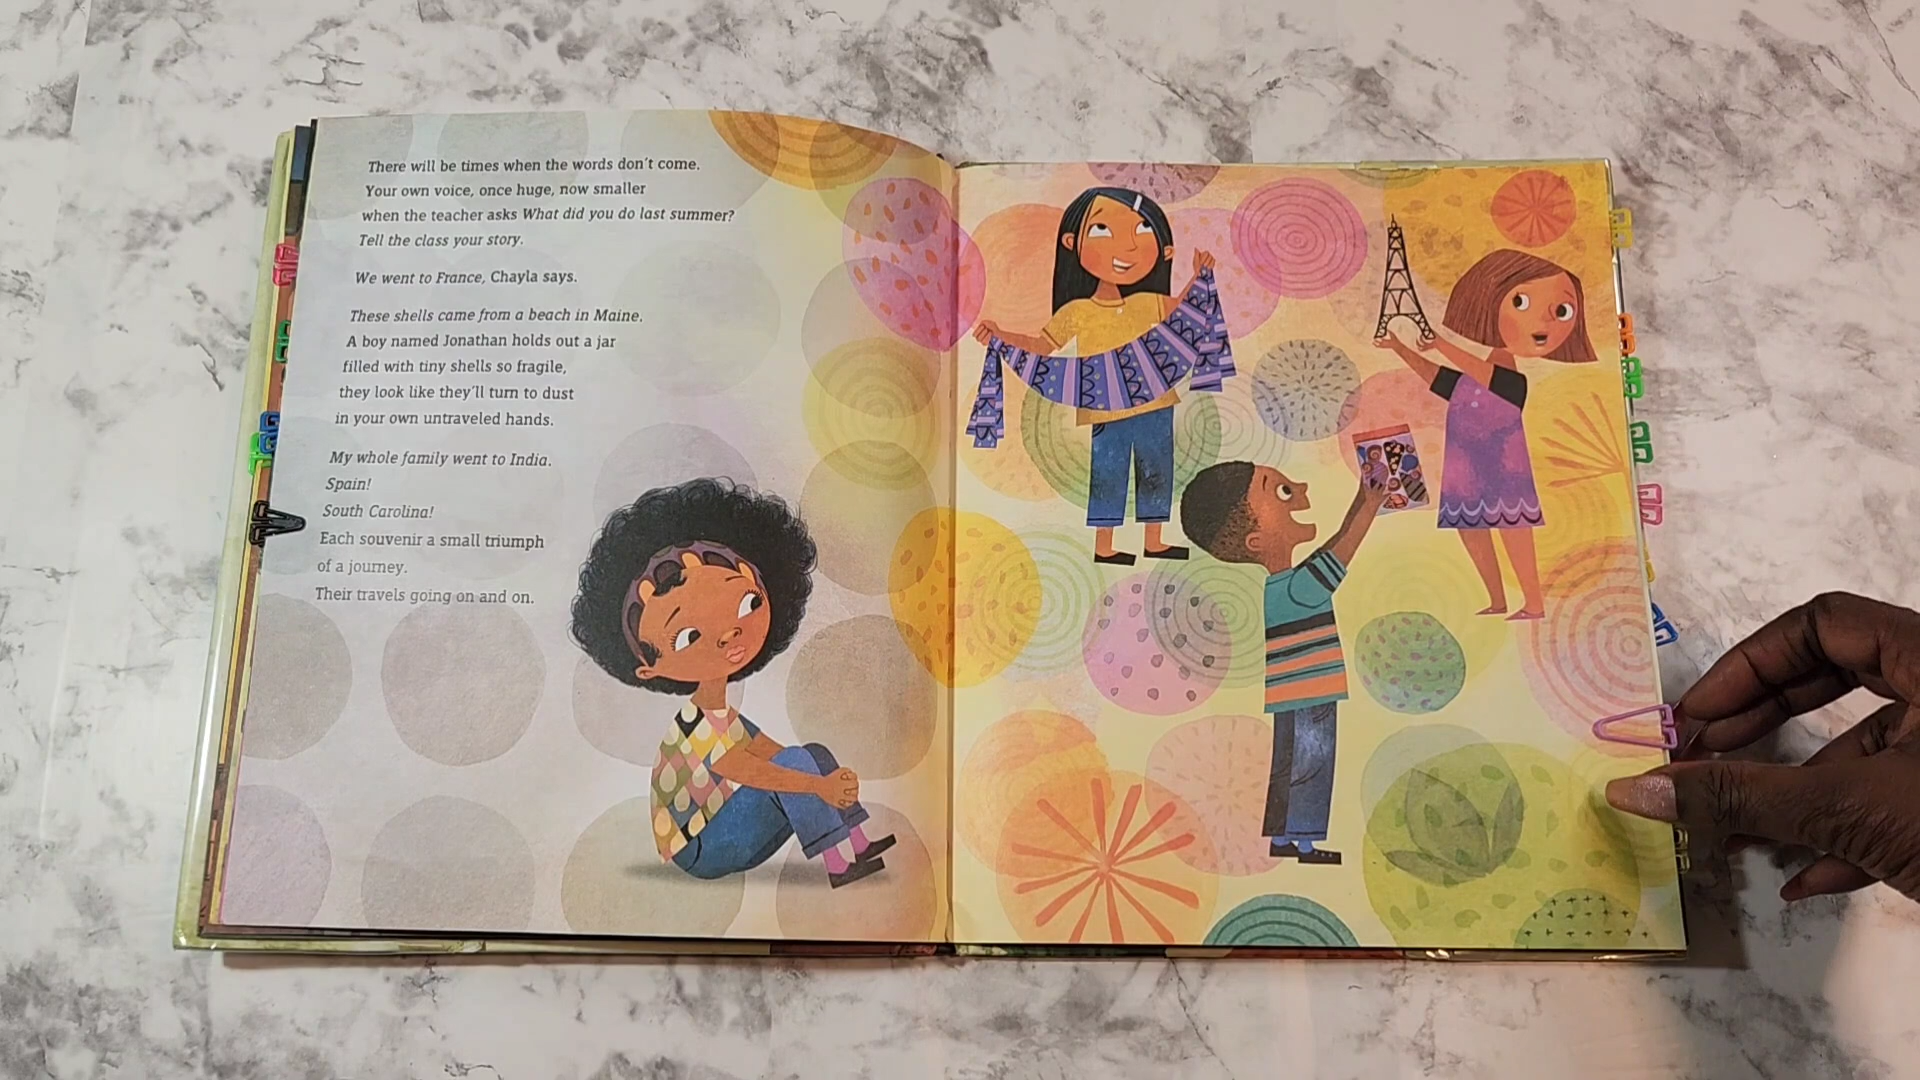 There will be times when the words don't come.
Your own voice, once huge, now smaller
when the teacher asks What did you do last summer?
Tell the class your story.
We went to France, Chayla says.
These shells came from a beach in Maine.
A boy named Jonathan holds out a jar
filled with tiny shells so fragile,
they look like they'll turn to dust
in your own untraveled hands.
My whole family went to India.
Spain!
South Carolina!
Each souvenir a small triumph
of a journey.
Their travels going on and on.